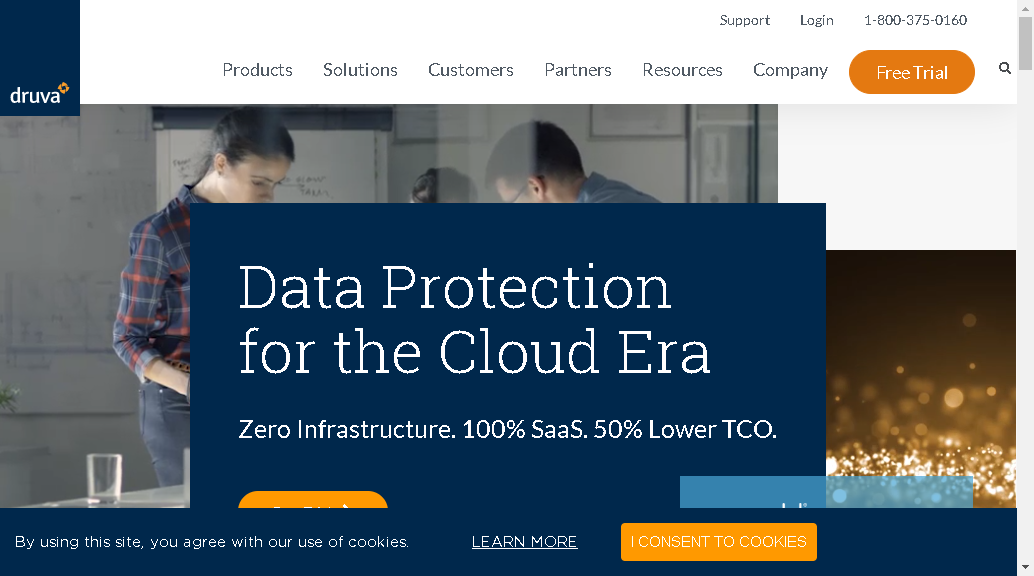 Support Login 1-800-375-0160
Products Solutions Customers Partners Resources Company Free Trial
druva
Data Protection
for the Cloud Era
Zero Infrastructure. 100% SaaS. 50% Lower TCO.
By using this site, you agree with our use of cookies. LEARN MORE I CONSENT TO COOKIES